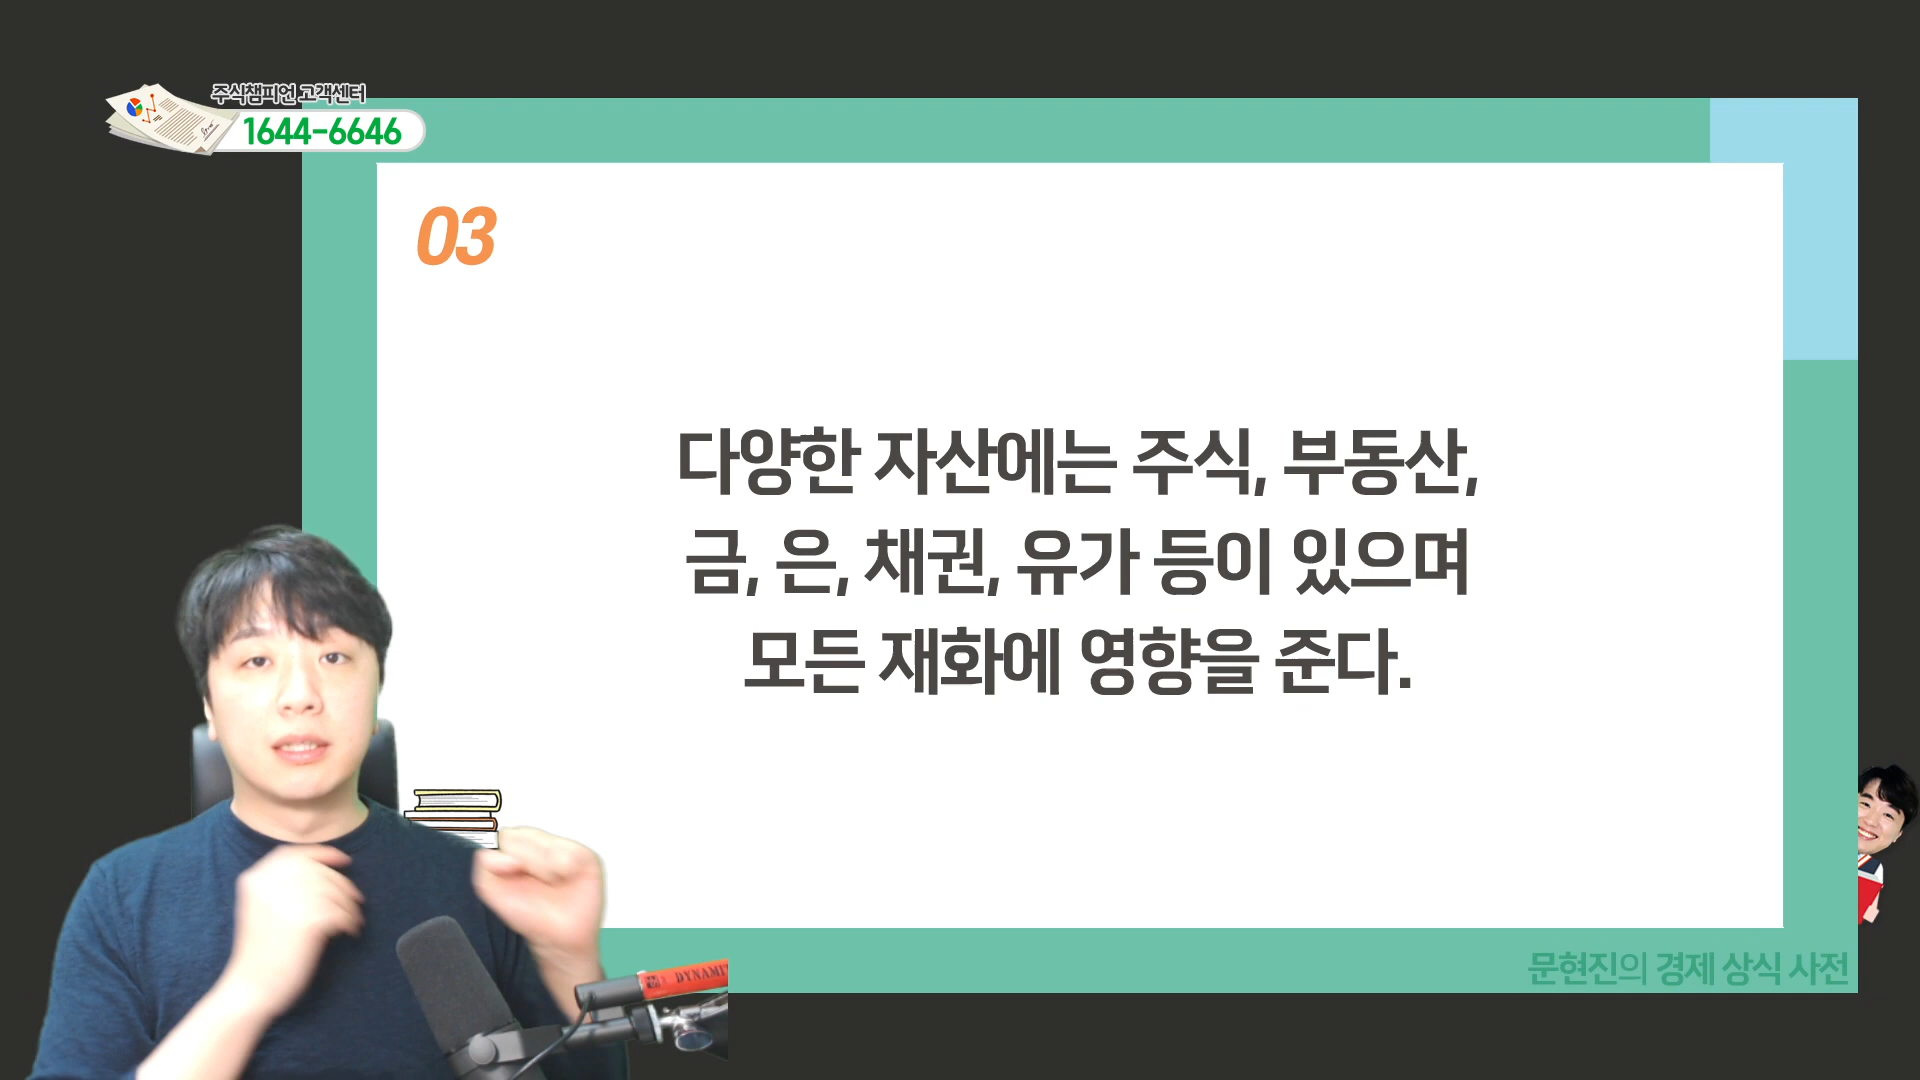 주식챔피언 고객센터
1644-6646
03
다양한 자산에는 주식, 부동산,
금, 은, 채권, 유가 등이 있으며
모든 재화에 영향을 준다.
DYNAMI
문현진의 경제 상식 사전